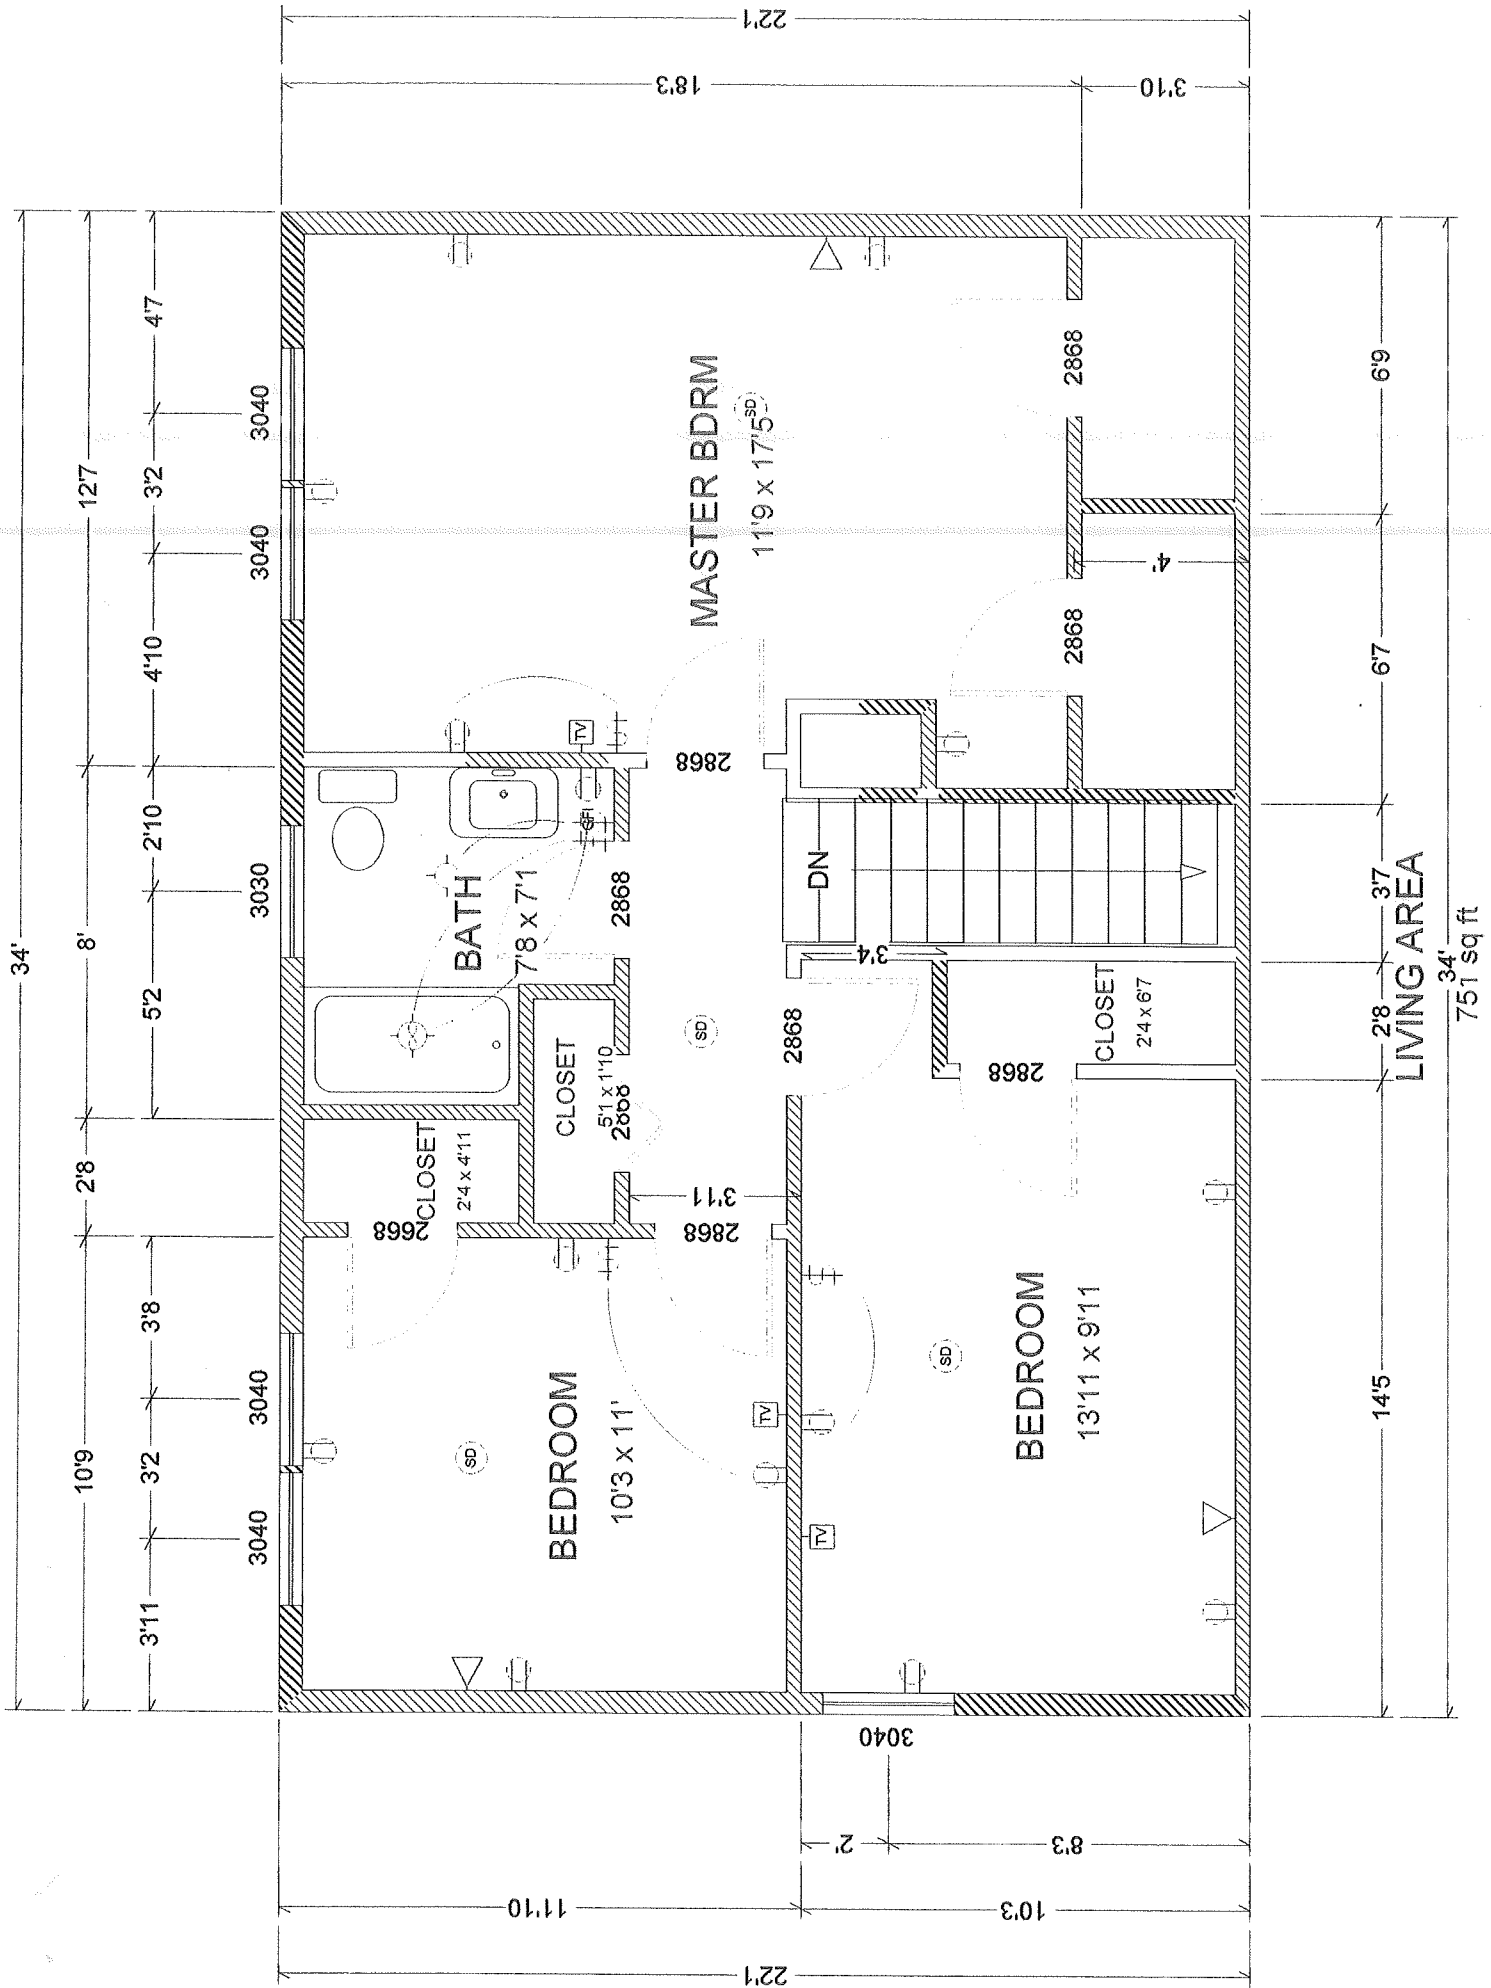 34'
10'9
2'8
8'
12'7
3'11
3'2
3'8
5'2
2'10
4'10
3'2
4'7
3040
3040
3030
3040
3040
22'1
11'10
10'3
2'
8'3
3040
22'1
18'3
3'10
BEDROOM
10'3 x 11'
SD
TV
2668
2868
CLOSET
2'4 x 4'11
CLOSET
5'1 x 1'10
2868
BATH
7'8 x 7'1
GFI
2868
TV
2868
MASTER BDRM
11'9 x 17'5
SD
2868
2868
4'
3'11
SD
DN
3'4
2868
CLOSET
2'4 x 6'7
2868
BEDROOM
13'11 x 9'11
SD
TV
14'5
2'8
3'7
6'7
6'9
LIVING AREA
34'
751 sq ft